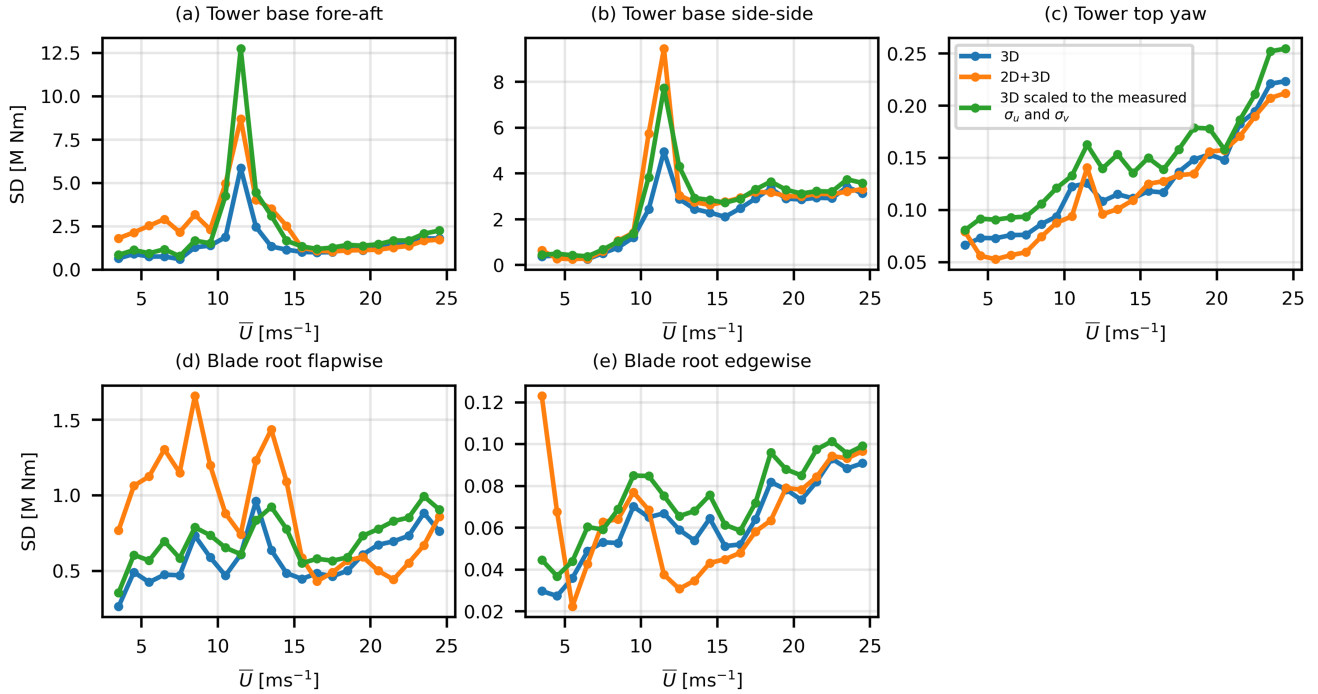 (a) Tower base fore-aft
(b) Tower base side-side
(c) Tower top yaw
SD [M Nm]
12.5
10.0
7.5
5.0
2.5
0.0
5 10 15 20 25
U̅ [ms⁻¹]
8
6
4
2
0
5 10 15 20 25
U̅ [ms⁻¹]
0.25
0.20
0.15
0.10
0.05
3D
2D+3D
3D scaled to the measured
σᵤ and σᵥ
5 10 15 20 25
U̅ [ms⁻¹]
(d) Blade root flapwise
(e) Blade root edgewise
SD [M Nm]
1.5
1.0
0.5
5 10 15 20 25
U̅ [ms⁻¹]
0.12
0.10
0.08
0.06
0.04
0.02
5 10 15 20 25
U̅ [ms⁻¹]